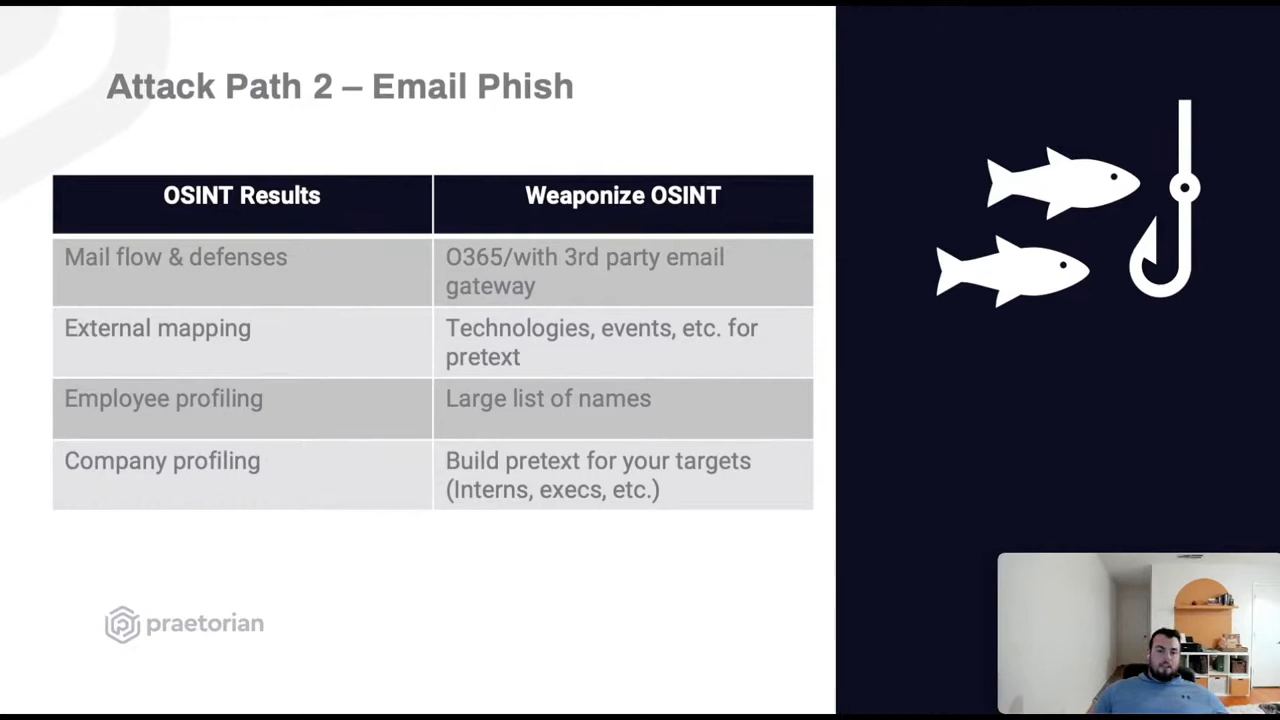 Attack Path 2 – Email Phish
OSINT Results
Weaponize OSINT
Mail flow & defenses
O365/with 3rd party email
gateway
External mapping
Technologies, events, etc. for
pretext
Employee profiling
Large list of names
Company profiling
Build pretext for your targets
(Interns, execs, etc.)
praetorian